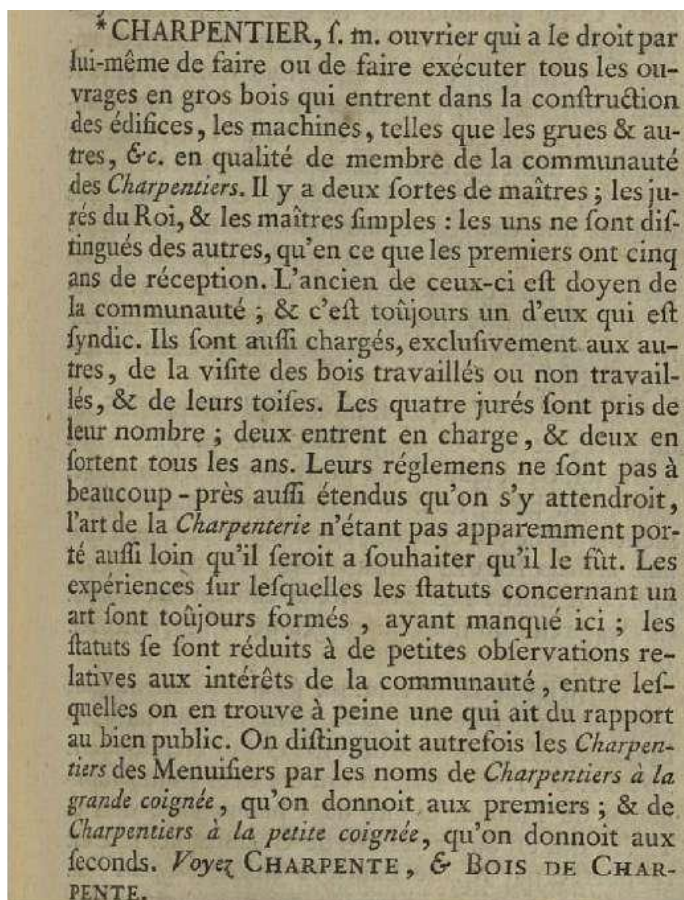 *CHARPENTIER, ſ. m. ouvrier qui a le droit par
lui-même de faire ou de faire exécuter tous les ou-
vrages en gros bois qui entrent dans la conſtruction
des édifices, les machines, telles que les grues & au-
tres, &c. en qualité de membre de la communauté
des Charpentiers. Il y a deux ſortes de maîtres ; les ju-
rés du Roi, & les maîtres ſimples : les uns ne ſont diſ-
tingués des autres, qu'en ce que les premiers ont cinq
ans de réception. L'ancien de ceux-ci eſt doyen de
la communauté ; & c'eſt toûjours un d'eux qui eſt
ſyndic. Ils ſont auſſi chargés, excluſivement aux au-
tres, de la viſite des bois travaillés ou non travail-
lés, & de leurs toiſes. Les quatre jurés ſont pris de
leur nombre ; deux entrent en charge, & deux en
ſortent tous les ans. Leurs réglemens ne ſont pas à
beaucoup-près auſſi étendus qu'on s'y attendroit,
l'art de la Charpenterie n'étant pas apparemment por-
té auſſi loin qu'il ſeroit a ſouhaiter qu'il le fût. Les
expériences ſur leſquelles les ſtatuts concernant un
art ſont toûjours formés, ayant manqué ici ; les
ſtatuts ſe ſont réduits à de petites obſervations re-
latives aux intérêts de la communauté, entre leſ-
quelles on en trouve à peine une qui ait du rapport
au bien public. On diſtinguoit autrefois les Charpen-
tiers des Menuiſiers par les noms de Charpentiers à la
grande coignée, qu'on donnoit aux premiers ; & de
Charpentiers à la petite coignée, qu'on donnoit aux
ſeconds. Voyez CHARPENTE, & BOIS DE CHAR-
PENTE.